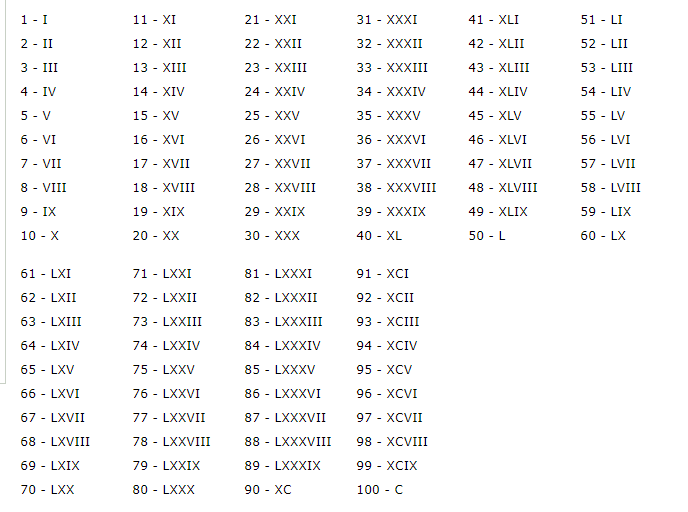 1 - I 11 - XI 21 - XXI 31 - XXXI 41 - XLI 51 - LI
2 - II 12 - XII 22 - XXII 32 - XXXII 42 - XLII 52 - LII
3 - III 13 - XIII 23 - XXIII 33 - XXXIII 43 - XLIII 53 - LIII
4 - IV 14 - XIV 24 - XXIV 34 - XXXIV 44 - XLIV 54 - LIV
5 - V 15 - XV 25 - XXV 35 - XXXV 45 - XLV 55 - LV
6 - VI 16 - XVI 26 - XXVI 36 - XXXVI 46 - XLVI 56 - LVI
7 - VII 17 - XVII 27 - XXVII 37 - XXXVII 47 - XLVII 57 - LVII
8 - VIII 18 - XVIII 28 - XXVIII 38 - XXXVIII 48 - XLVIII 58 - LVIII
9 - IX 19 - XIX 29 - XXIX 39 - XXXIX 49 - XLIX 59 - LIX
10 - X 20 - XX 30 - XXX 40 - XL 50 - L 60 - LX
61 - LXI 71 - LXXI 81 - LXXXI 91 - XCI
62 - LXII 72 - LXXII 82 - LXXXII 92 - XCII
63 - LXIII 73 - LXXIII 83 - LXXXIII 93 - XCIII
64 - LXIV 74 - LXXIV 84 - LXXXIV 94 - XCIV
65 - LXV 75 - LXXV 85 - LXXXV 95 - XCV
66 - LXVI 76 - LXXVI 86 - LXXXVI 96 - XCVI
67 - LXVII 77 - LXXVII 87 - LXXXVII 97 - XCVII
68 - LXVIII 78 - LXXVIII 88 - LXXXVIII 98 - XCVIII
69 - LXIX 79 - LXXIX 89 - LXXXIX 99 - XCIX
70 - LXX 80 - LXXX 90 - XC 100 - C